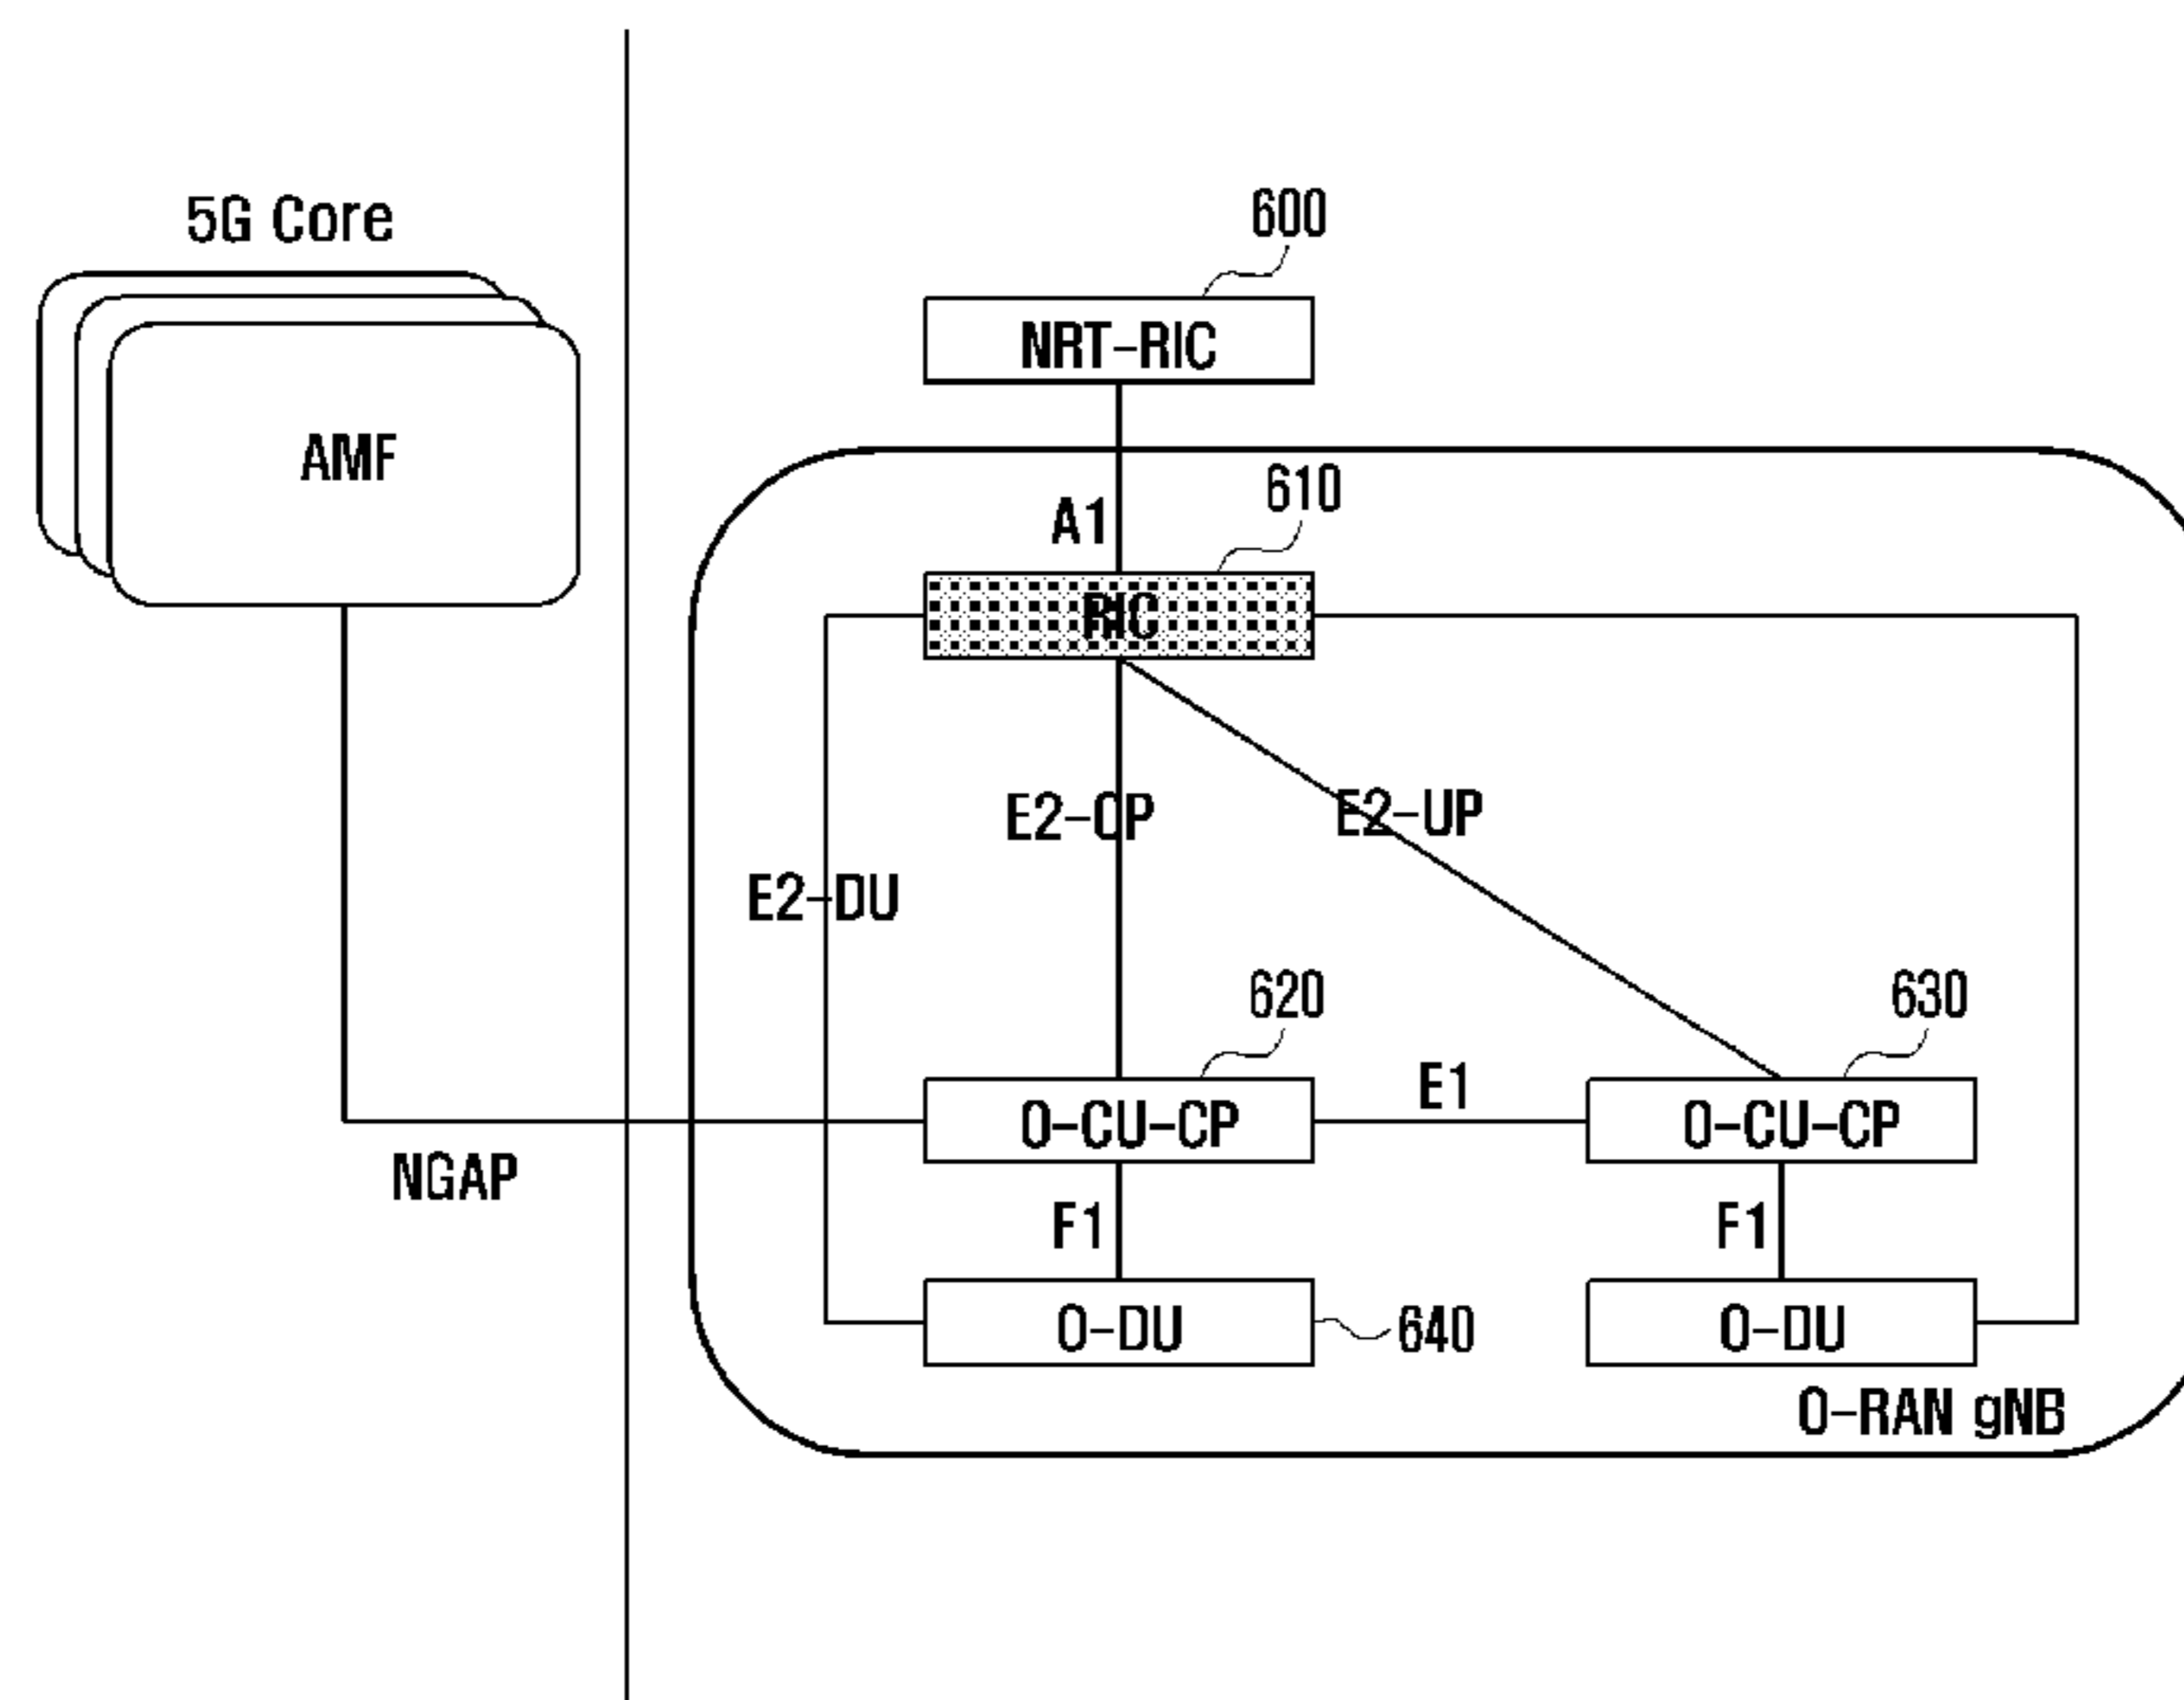 5G Core
AMF
NGAP
600
NRT-RIC
A1
610
RIC
E2-CP
E2-UP
E2-DU
620
630
O-CU-CP
E1
O-CU-CP
F1
F1
O-DU
640
O-DU
O-RAN gNB